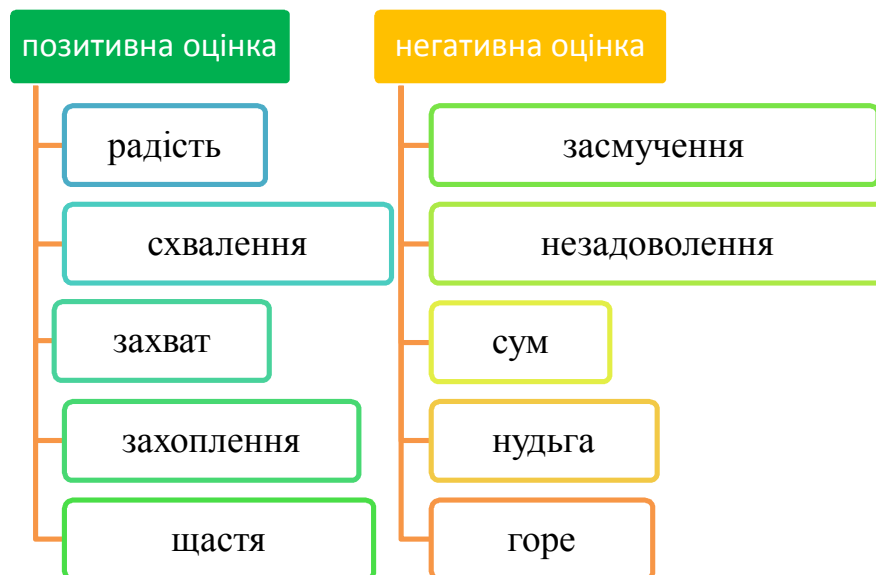 позитивна оцінка
радість
схвалення
захват
захоплення
щастя
негативна оцінка
засмучення
незадоволення
сум
нудьга
горе